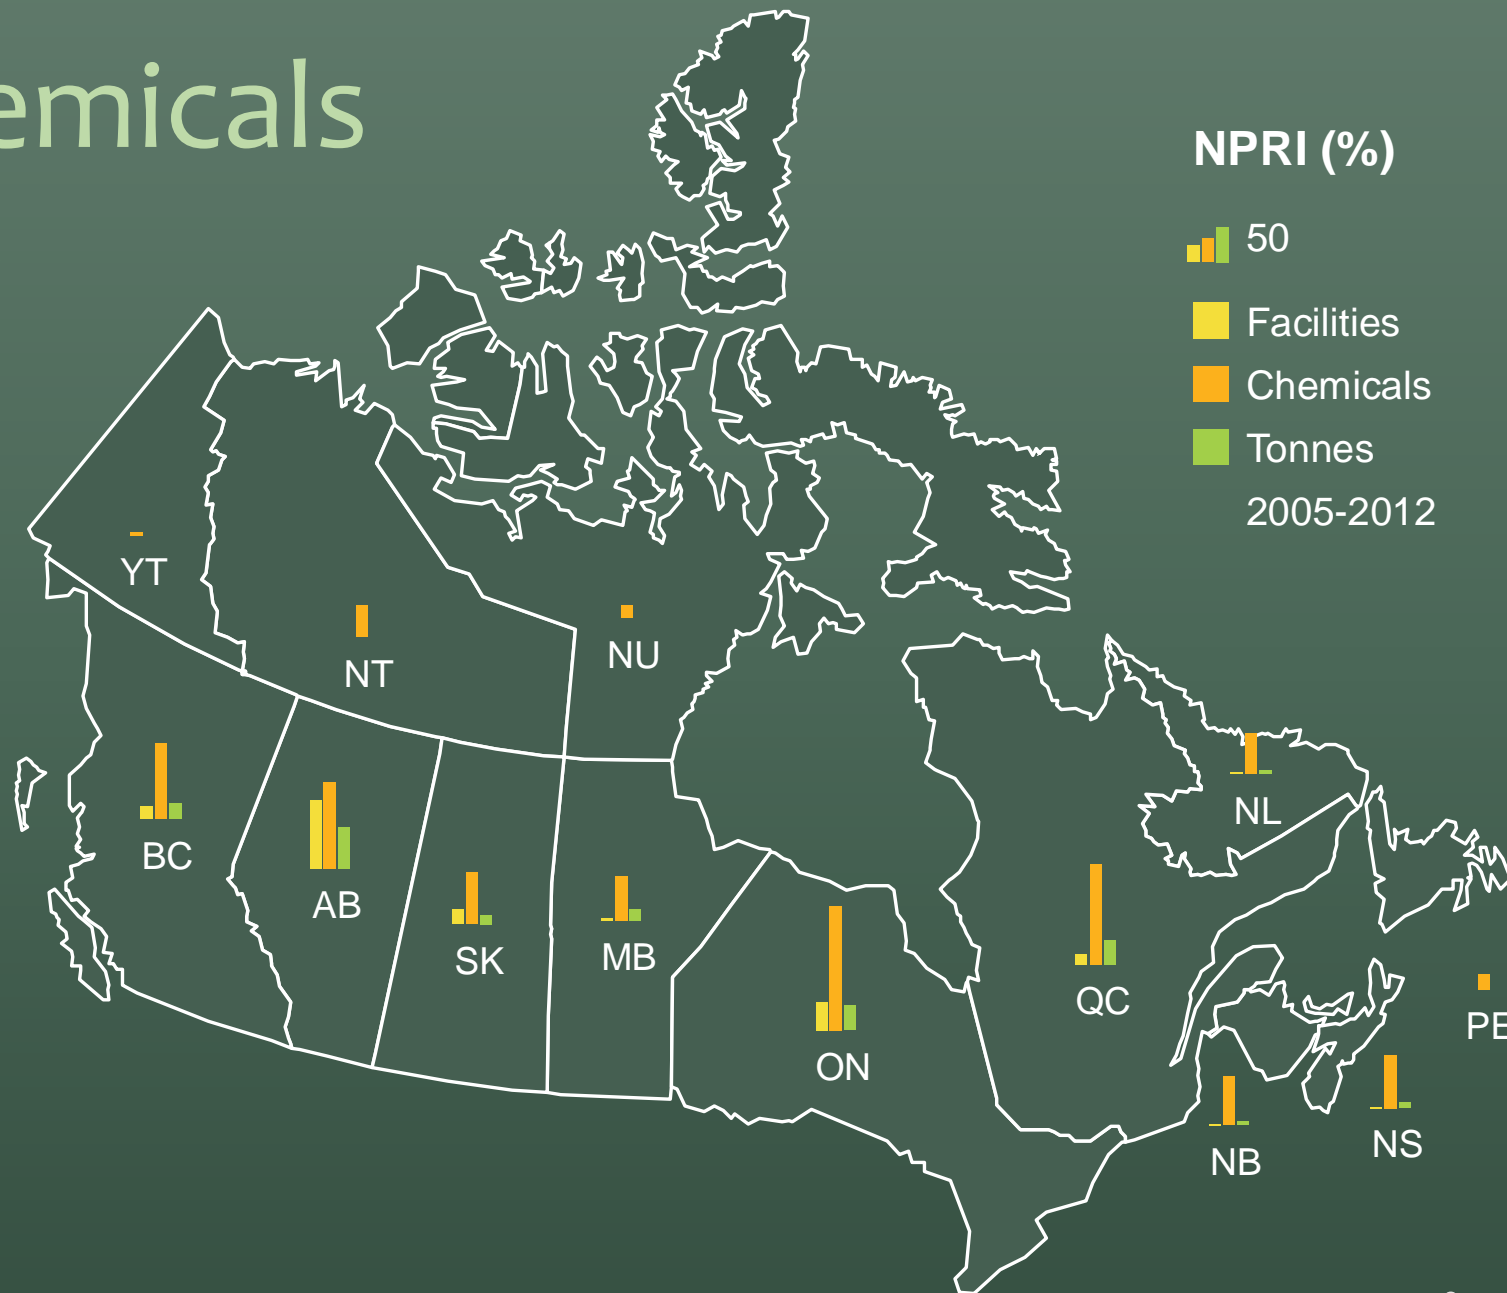 emicals
NPRI (%)
50
Facilities
Chemicals
Tonnes
2005-2012
YT
NT
NU
BC
AB
SK
MB
ON
QC
NL
PE
NB
NS